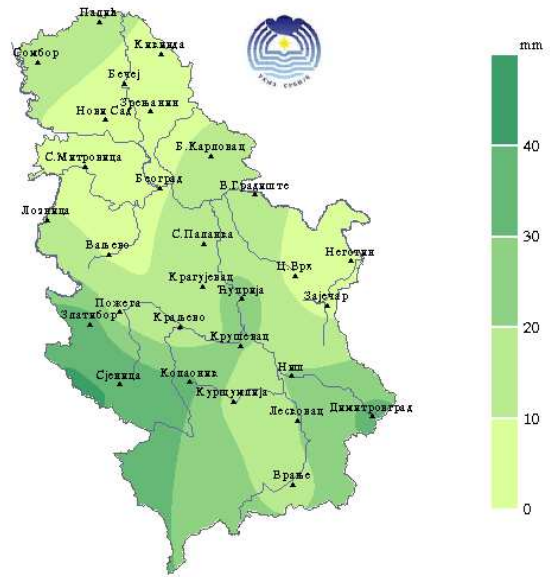 Палић
Сомбор
Кикинда
Бечеј
Зрењанин
Нови Сад
С.Митровица
Б.Карловац
Београд
В.Градиште
Лозница
Ваљево
С.Паланка
Ц.Врх
Неготин
Крагујевац
Ћуприја
Зајечар
Пожега
Златибор
Краљево
Крушевац
Сјеница
Копаоник
Ниш
Куршумлија
Лесковац
Димитровград
Врање
mm
40
30
20
10
0